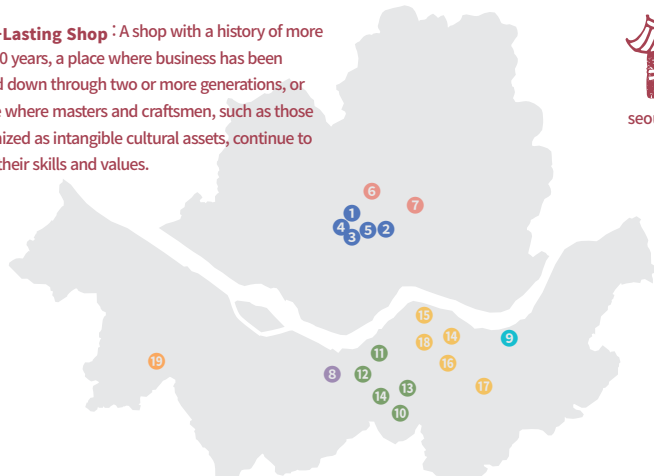 -Lasting Shop : A shop with a history of more
0 years, a place where business has been
d down through two or more generations, or
e where masters and craftsmen, such as those
nized as intangible cultural assets, continue to
their skills and values.
seou
6
7
1
4
5
2
3
15
14
18
9
11
16
19
8
12
17
13
14
10